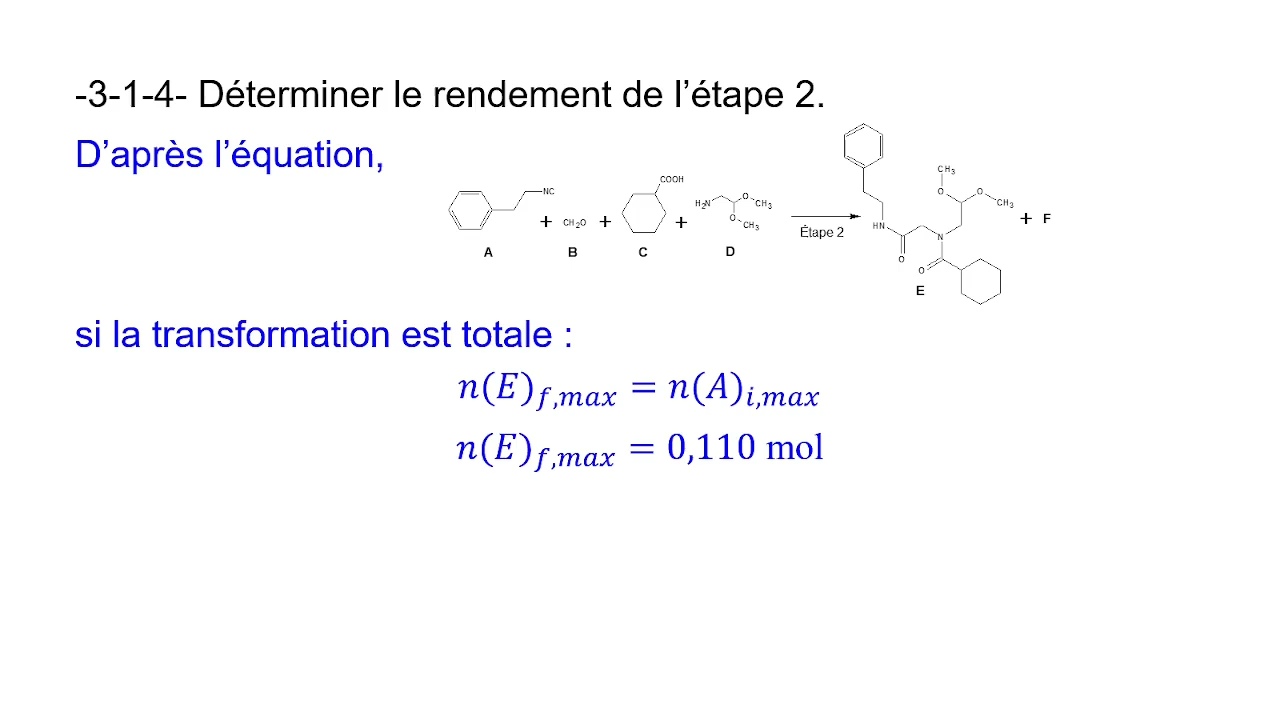 -3-1-4- Déterminer le rendement de l’étape 2.
D’après l’équation,
NC
+
CH₂O
+
COOH
+
H₂N
O
CH₃
O
CH₃
Étape 2
HN
O
N
O
CH₃
O
O
CH₃
+ F
A
B
C
D
E
si la transformation est totale :
n(E)_{f,max} = n(A)_{i,max}
n(E)_{f,max} = 0,110 mol